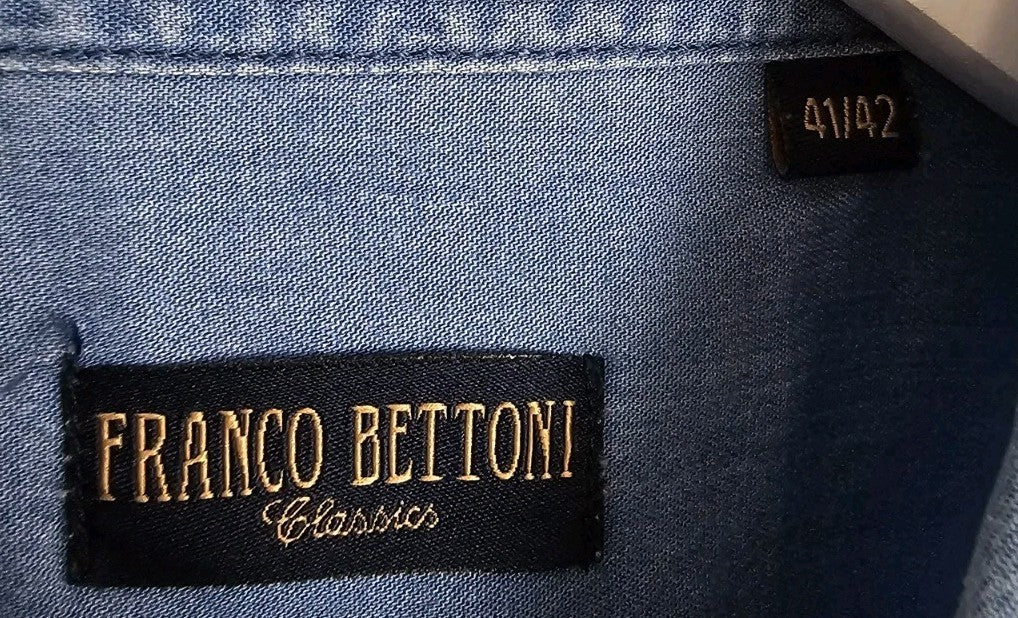 41/42
FRANCO BETTONI
Classics